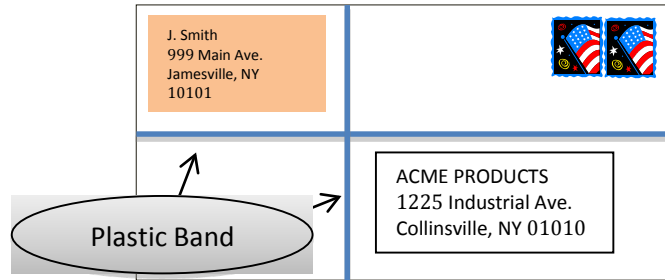 J. Smith
999 Main Ave.
Jamesville, NY
10101
ACME PRODUCTS
1225 Industrial Ave.
Collinsville, NY 01010
Plastic Band